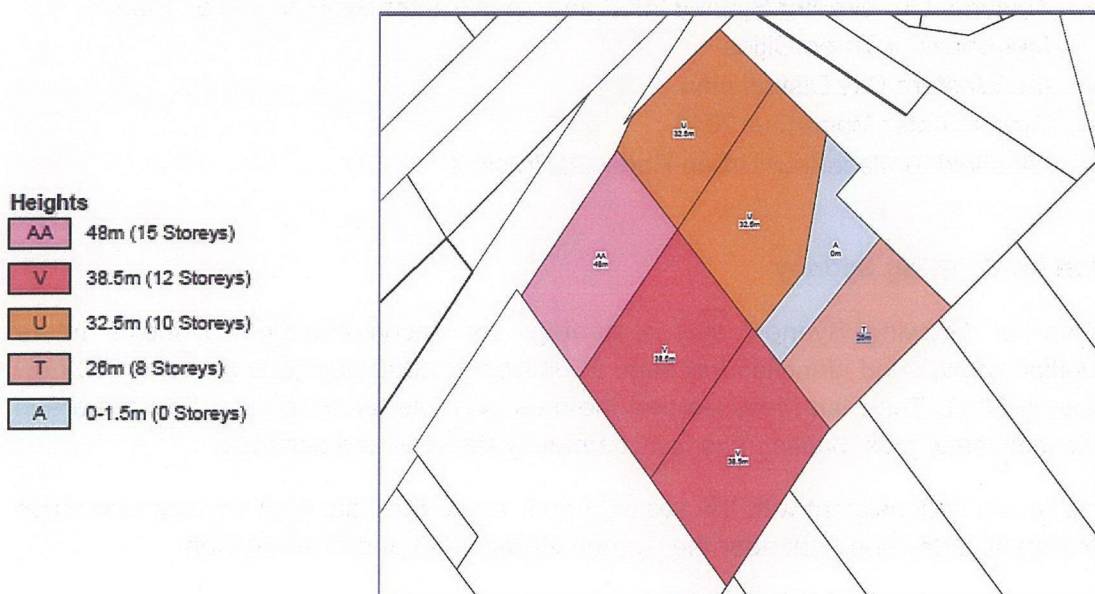 Heights
AA 48m (15 Storeys)
V 38.5m (12 Storeys)
U 32.5m (10 Storeys)
T 26m (8 Storeys)
A 0-1.5m (0 Storeys)
U
32.5m
U
32.5m
A
0m
AA
48m
T
26m
V
38.5m
V
38.5m